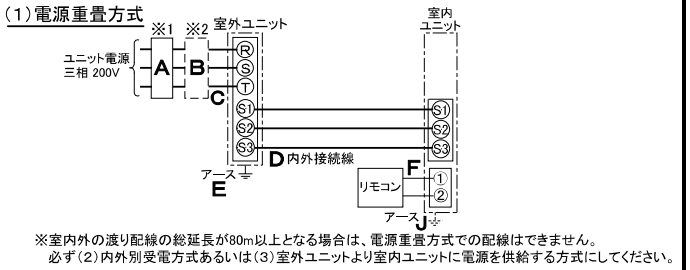 (1)電源重畳方式
※1 ※2 室外ユニット 室内
ユニット
ユニット電源
三相 200V
A B
R
S
T
C
S1 S1
S2 S2
S3 S3
D 内外接続線
アース
E
F
リモコン
①
②
アース J
※室内外の渡り配線の総延長が80m以上となる場合は、電源重畳方式での配線はできません。
必ず(2)内外別受電方式あるいは(3)室外ユニットより室内ユニットに電源を供給する方式にしてください。